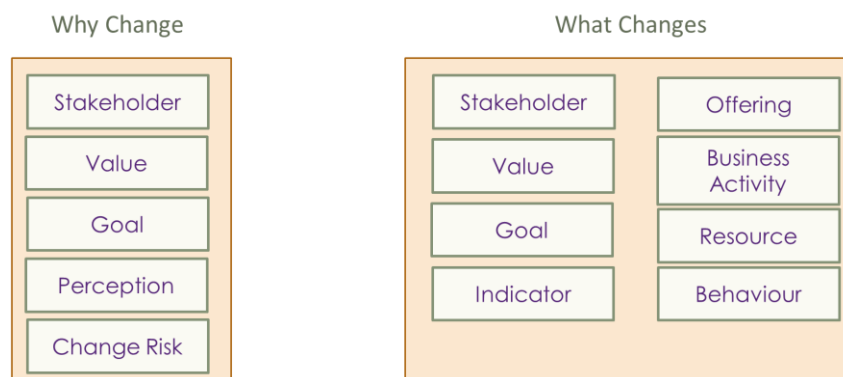 Why Change
Stakeholder
Value
Goal
Perception
Change Risk
What Changes
Stakeholder
Value
Goal
Indicator
Offering
Business
Activity
Resource
Behaviour